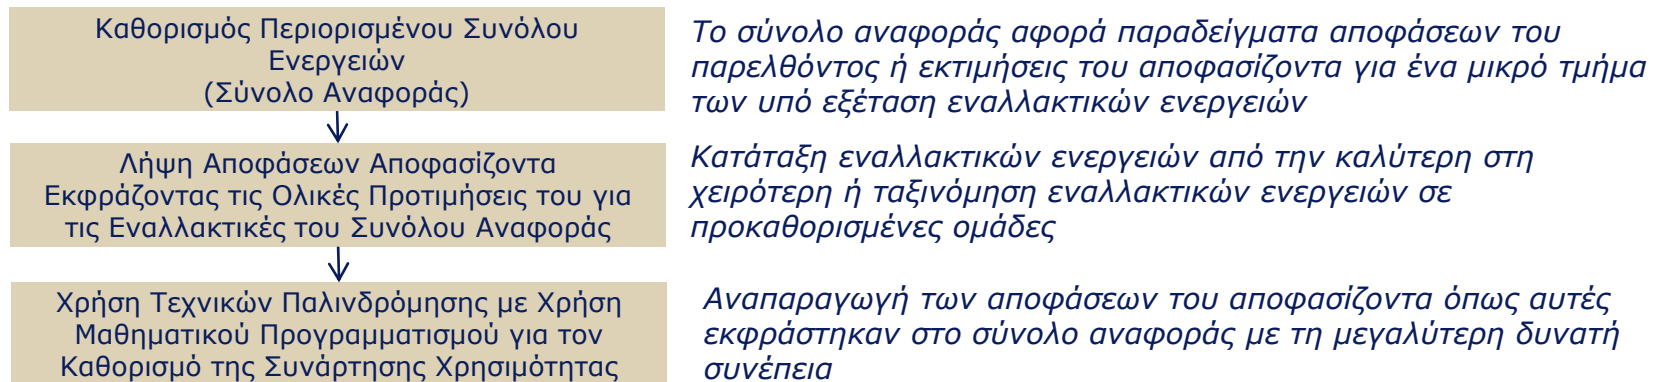 Καθορισμός Περιορισμένου Συνόλου
Ενεργειών
(Σύνολο Αναφοράς)
Το σύνολο αναφοράς αφορά παραδείγματα αποφάσεων του
παρελθόντος ή εκτιμήσεις του αποφασίζοντα για ένα μικρό τμήμα
των υπό εξέταση εναλλακτικών ενεργειών
Λήψη Αποφάσεων Αποφασίζοντα
Εκφράζοντας τις Ολικές Προτιμήσεις του για
τις Εναλλακτικές του Συνόλου Αναφοράς
Κατάταξη εναλλακτικών ενεργειών από την καλύτερη στη
χειρότερη ή ταξινόμηση εναλλακτικών ενεργειών σε
προκαθορισμένες ομάδες
Χρήση Τεχνικών Παλινδρόμησης με Χρήση
Μαθηματικού Προγραμματισμού για τον
Καθορισμό της Συνάρτησης Χρησιμότητας
Αναπαραγωγή των αποφάσεων του αποφασίζοντα όπως αυτές
εκφράστηκαν στο σύνολο αναφοράς με τη μεγαλύτερη δυνατή
συνέπεια